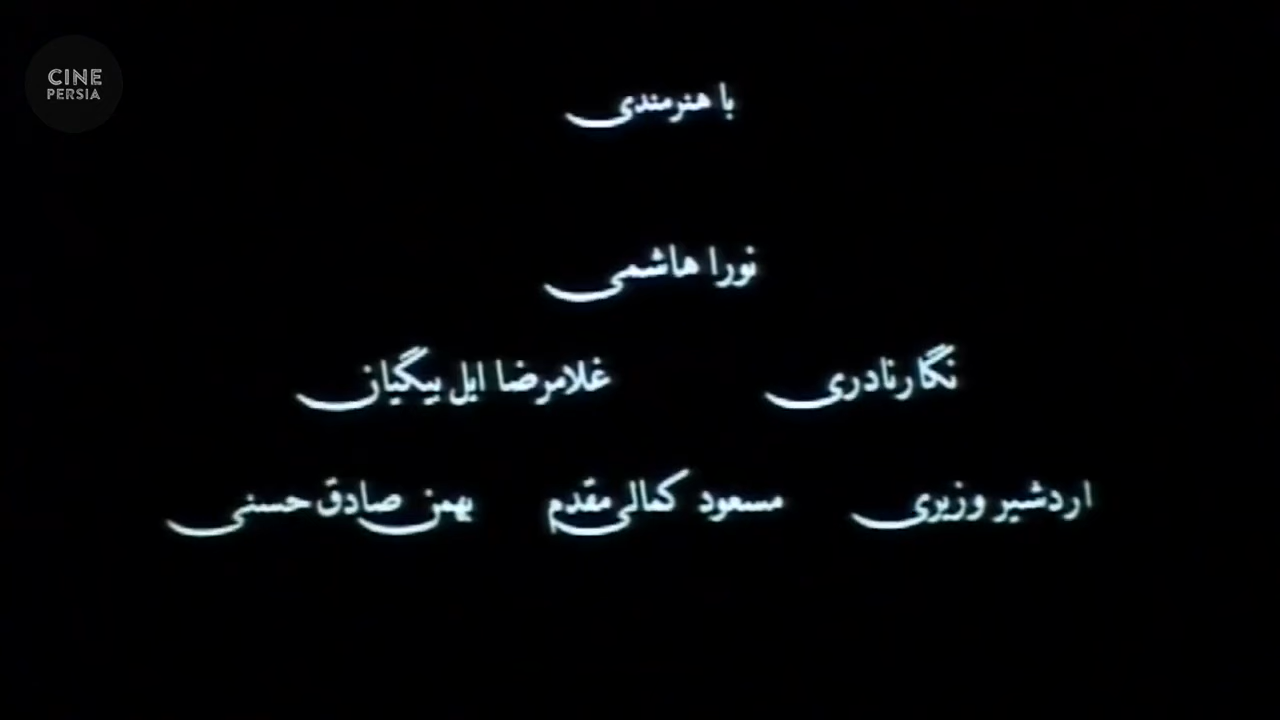 CINE
PERSIA
با هنرمندی
نورا هاشمی
نگار نادری غلامرضا ایل بیگیان
اردشیر وزیری مسعود کمالی مقدم بهمن صادق حسنی